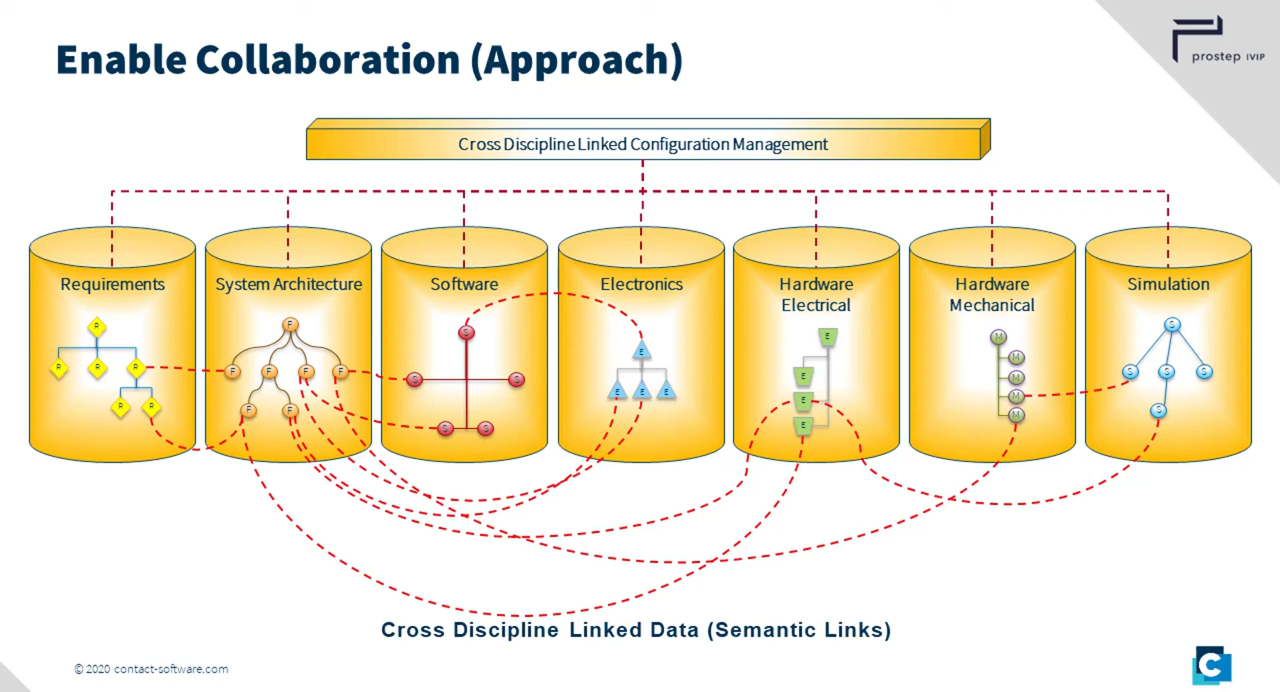 Enable Collaboration (Approach)
prostep IVIP
Cross Discipline Linked Configuration Management
Requirements
System Architecture
Software
Electronics
Hardware
Electrical
Hardware
Mechanical
Simulation
R
R R R
R R
F
F F F F
F F
S
S S
S S
E
E E E
E
E
E
E
M
M
M
M
M
S
S S S
S
Cross Discipline Linked Data (Semantic Links)
© 2020 contact-software.com
C